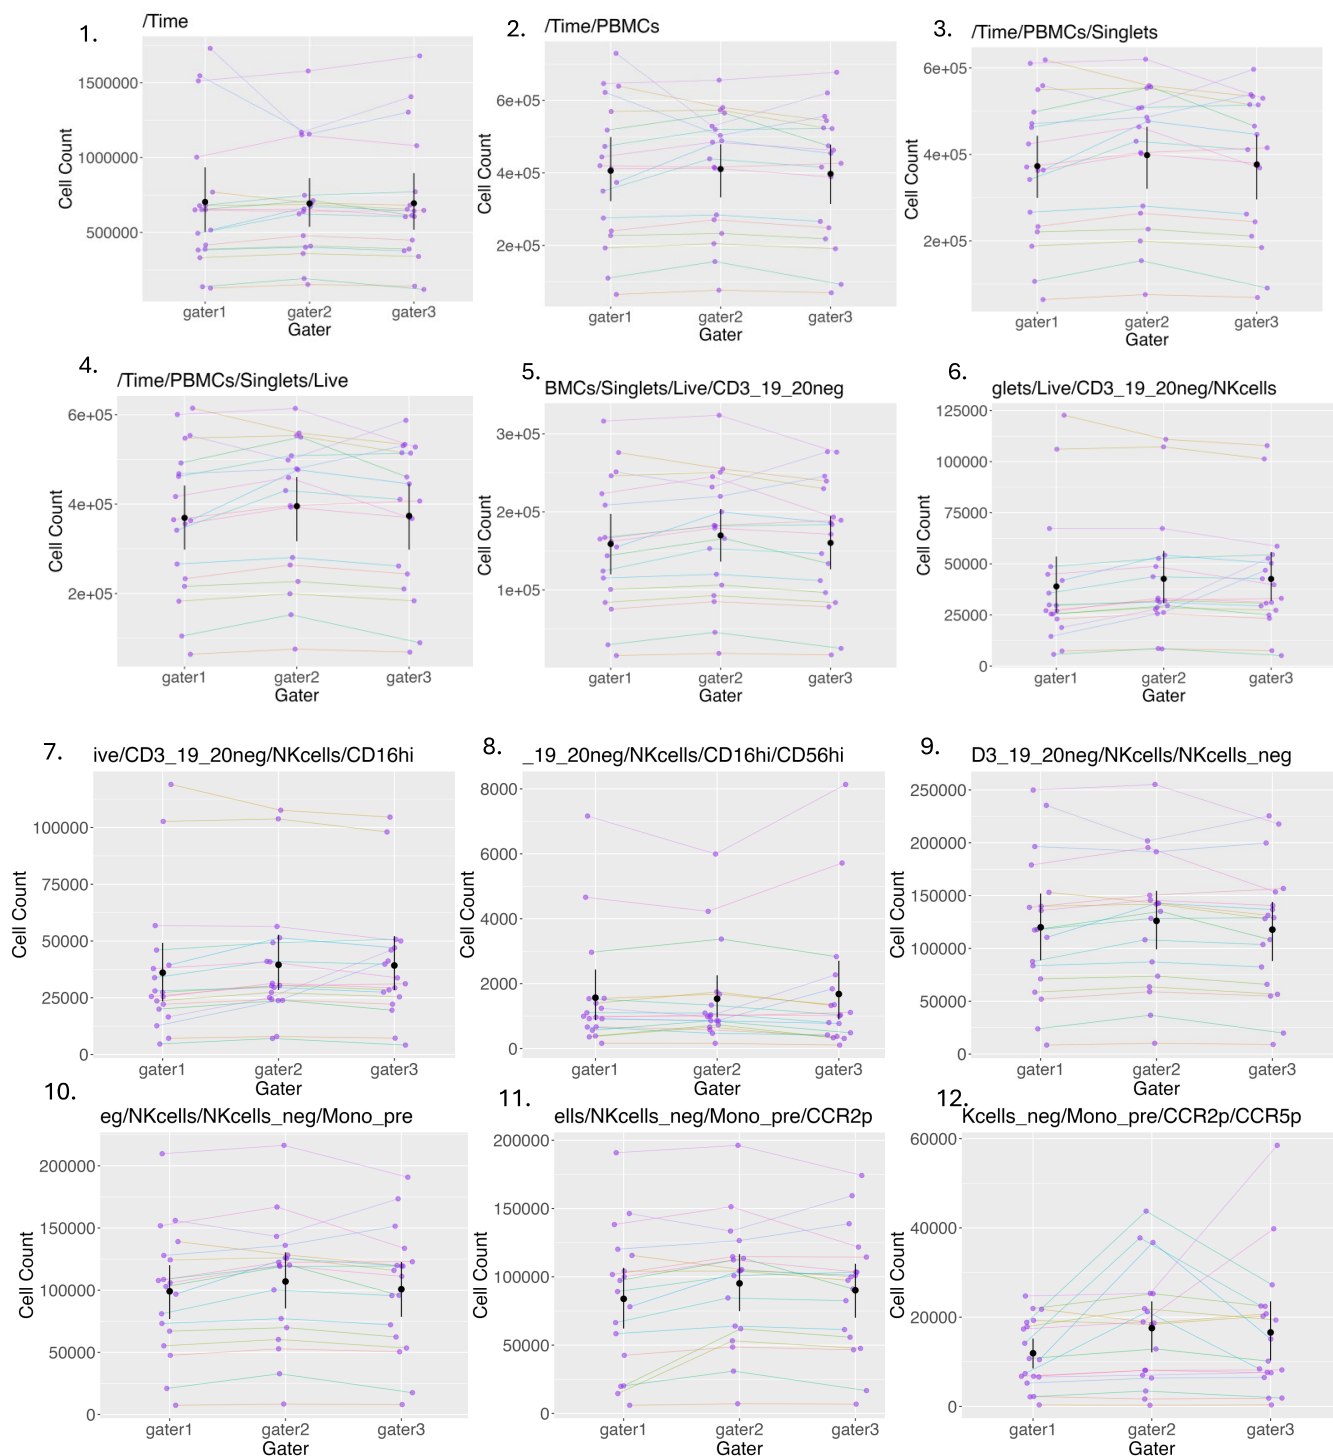 1.
/Time
1500000
1000000
500000
Cell Count
gater1
gater2
gater3
Gater
2.
/Time/PBMCs
6e+05
4e+05
2e+05
Cell Count
gater1
gater2
gater3
Gater
3.
/Time/PBMCs/Singlets
6e+05
4e+05
2e+05
Cell Count
gater1
gater2
gater3
Gater
4.
/Time/PBMCs/Singlets/Live
6e+05
4e+05
2e+05
Cell Count
gater1
gater2
gater3
Gater
5.
BMCs/Singlets/Live/CD3_19_20neg
3e+05
2e+05
1e+05
Cell Count
gater1
gater2
gater3
Gater
6.
glets/Live/CD3_19_20neg/NKcells
125000
100000
75000
50000
25000
0
Cell Count
gater1
gater2
gater3
Gater
7.
ive/CD3_19_20neg/NKcells/CD16hi
100000
75000
50000
25000
0
Cell Count
gater1
gater2
gater3
Gater
8.
_19_20neg/NKcells/CD16hi/CD56hi
8000
6000
4000
2000
0
Cell Count
gater1
gater2
gater3
Gater
9.
D3_19_20neg/NKcells/NKcells_neg
250000
200000
150000
100000
50000
0
Cell Count
gater1
gater2
gater3
Gater
10.
eg/NKcells/NKcells_neg/Mono_pre
200000
150000
100000
50000
0
Cell Count
gater1
gater2
gater3
Gater
11.
ells/NKcells_neg/Mono_pre/CCR2p
200000
150000
100000
50000
0
Cell Count
gater1
gater2
gater3
Gater
12.
Kcells_neg/Mono_pre/CCR2p/CCR5p
60000
40000
20000
0
Cell Count
gater1
gater2
gater3
Gater